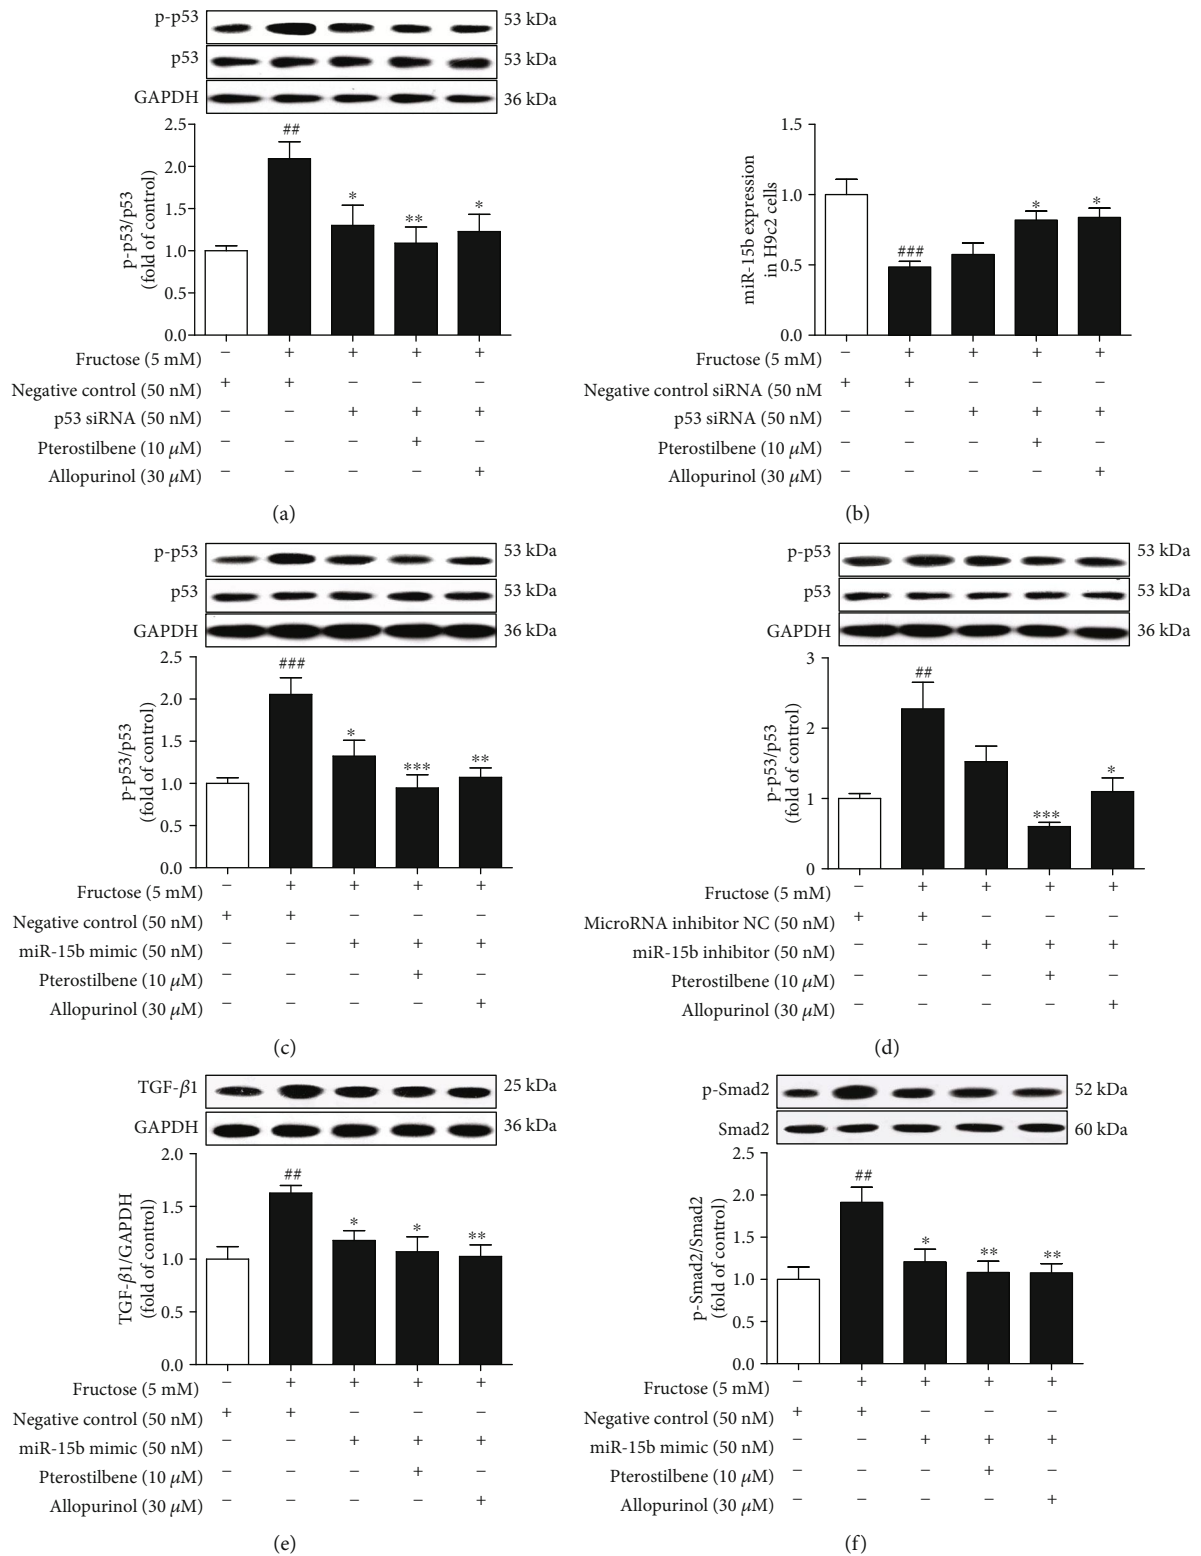 p-p53 53 kDa
p53 53 kDa
GAPDH 36 kDa
##
*
**
*
2.5
2.0
1.5
1.0
0.5
0.0
p-p53/p53
(fold of control)
Fructose (5 mM) − + + + +
Negative control (50 nM) + + − − −
p53 siRNA (50 nM) − − + + +
Pterostilbene (10 μM) − − − + −
Allopurinol (30 μM) − − − − +
(a)
1.5
1.0
0.5
0.0
miR-15b expression
in H9c2 cells
###
*
*
Fructose (5 mM) − + + + +
Negative control siRNA (50 nM + + − − −
p53 siRNA (50 nM) − − + + +
Pterostilbene (10 μM) − − − + −
Allopurinol (30 μM) − − − − +
(b)
p-p53 53 kDa
p53 53 kDa
GAPDH 36 kDa
2.5
2.0
1.5
1.0
0.5
0.0
p-p53/p53
(fold of control)
###
*
***
**
Fructose (5 mM) − + + + +
Negative control (50 nM) + + − − −
miR-15b mimic (50 nM) − − + + +
Pterostilbene (10 μM) − − − + −
Allopurinol (30 μM) − − − − +
(c)
p-p53 53 kDa
p53 53 kDa
GAPDH 36 kDa
3
2
1
0
p-p53/p53
(fold of control)
##
***
*
Fructose (5 mM) − + + + +
MicroRNA inhibitor NC (50 nM) + + − − −
miR-15b inhibitor (50 nM) − − + + +
Pterostilbene (10 μM) − − − + −
Allopurinol (30 μM) − − − − +
(d)
TGF-β1 25 kDa
GAPDH 36 kDa
2.0
1.5
1.0
0.5
0.0
TGF-β1/GAPDH
(fold of control)
##
*
*
**
Fructose (5 mM) − + + + +
Negative control (50 nM) + + − − −
miR-15b mimic (50 nM) − − + + +
Pterostilbene (10 μM) − − − + −
Allopurinol (30 μM) − − − − +
(e)
p-Smad2 52 kDa
Smad2 60 kDa
2.5
2.0
1.5
1.0
0.5
0.0
p-Smad2/Smad2
(fold of control)
##
*
**
**
Fructose (5 mM) − + + + +
Negative control (50 nM) + + − − −
miR-15b mimic (50 nM) − − + + +
Pterostilbene (10 μM) − − − + −
Allopurinol (30 μM) − − − − +
(f)